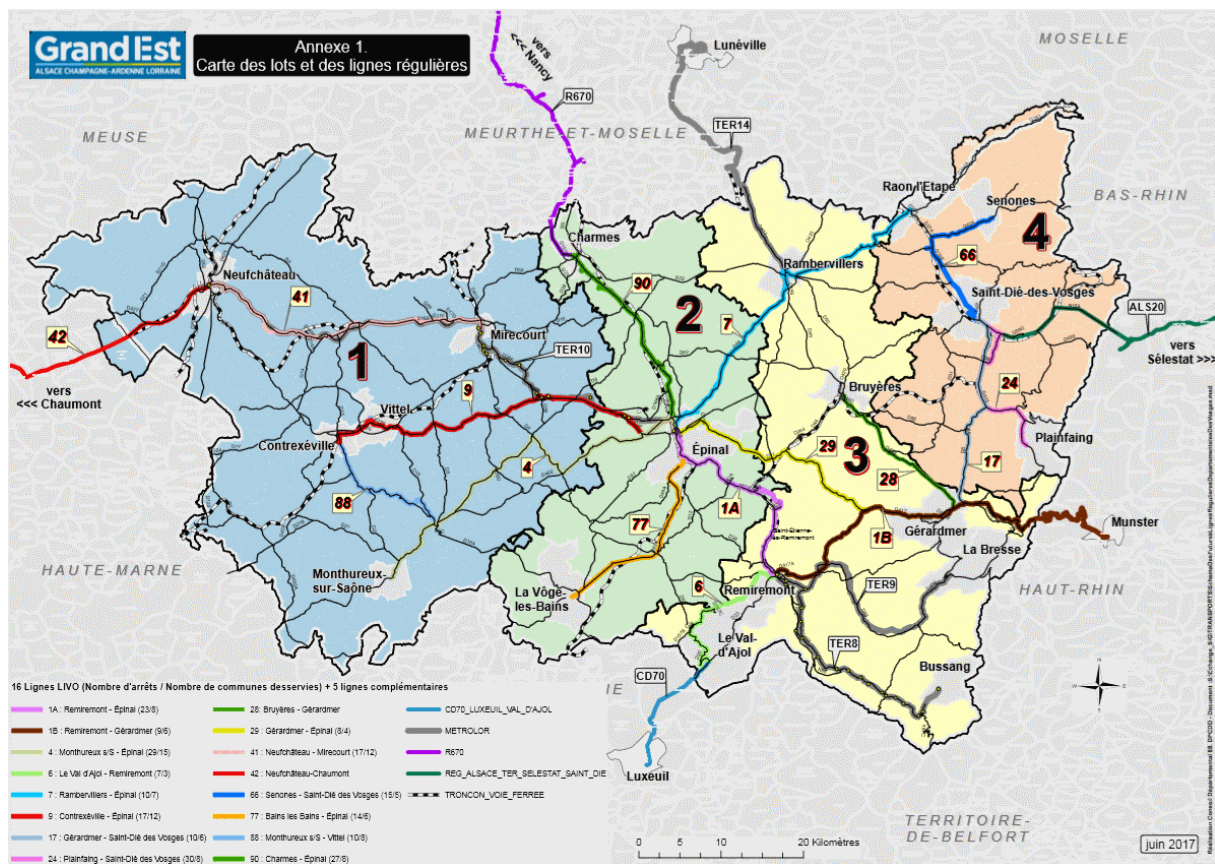 Grand Est
ALSACE CHAMPAGNE-ARDENNE LORRAINE
Annexe 1.
Carte des lots et des lignes régulières
vers
<<< Nancy
Lunéville
MOSELLE
R670
TER14
MEUSE
MEURTHE-ET-MOSELLE
BAS-RHIN
Raon l'Etape
Senones
4
66
Charmes
Rambervillers
Neufchâteau
41
90
2
7
Saint-Dié-des-Vosges
ALS20
42
1
Mirecourt
TER10
vers
Sélestat >>>
vers
<<< Chaumont
Vittel
9
Bruyères
24
Contrexéville
Épinal
Plainfaing
4
29
3
17
88
28
1A
77
Gérardmer
Munster
1B
La Bresse
HAUTE-MARNE
Monthureux-
sur-Saône
La Vôge-
les-Bains
6
Remiremont
TER9
HAUT-RHIN
Le Val-
d'Ajol
TER8
Bussang
CD70
IE
Luxeuil
TERRITOIRE-
DE-BELFORT
16 Lignes LIVO (Nombre d'arrêts / Nombre de communes desservies) + 5 lignes complémentaires
1A : Remiremont - Épinal (23/8)
1B : Remiremont - Gérardmer (9/6)
4 : Monthureux s/S - Épinal (29/15)
6 : Le Val d'Ajol - Remiremont (7/3)
7 : Rambervillers - Épinal (10/7)
9 : Contrexéville - Épinal (17/12)
17 : Gérardmer - Saint-Dié des Vosges (10/6)
24 : Plainfaing - Saint-Dié des Vosges (30/8)
28: Bruyères - Gérardmer
29 : Gérardmer - Épinal (8/4)
41 : Neufchâteau - Mirecourt (17/12)
42 : Neufchâteau-Chaumont
66 : Senones - Saint-Dié des Vosges (15/5)
77 : Bains les Bains - Épinal (14/6)
88 : Monthureux s/S - Vittel (10/8)
90 : Charmes - Épinal (27/8)
CD70_LUXEUIL_VAL_D'AJOL
METROLOR
R670
REG_ALSACE_TER_SELESTAT_SAINT_DIE
TRONCON_VOIE_FERREE
0 5 10 20 Kilomètres
juin 2017